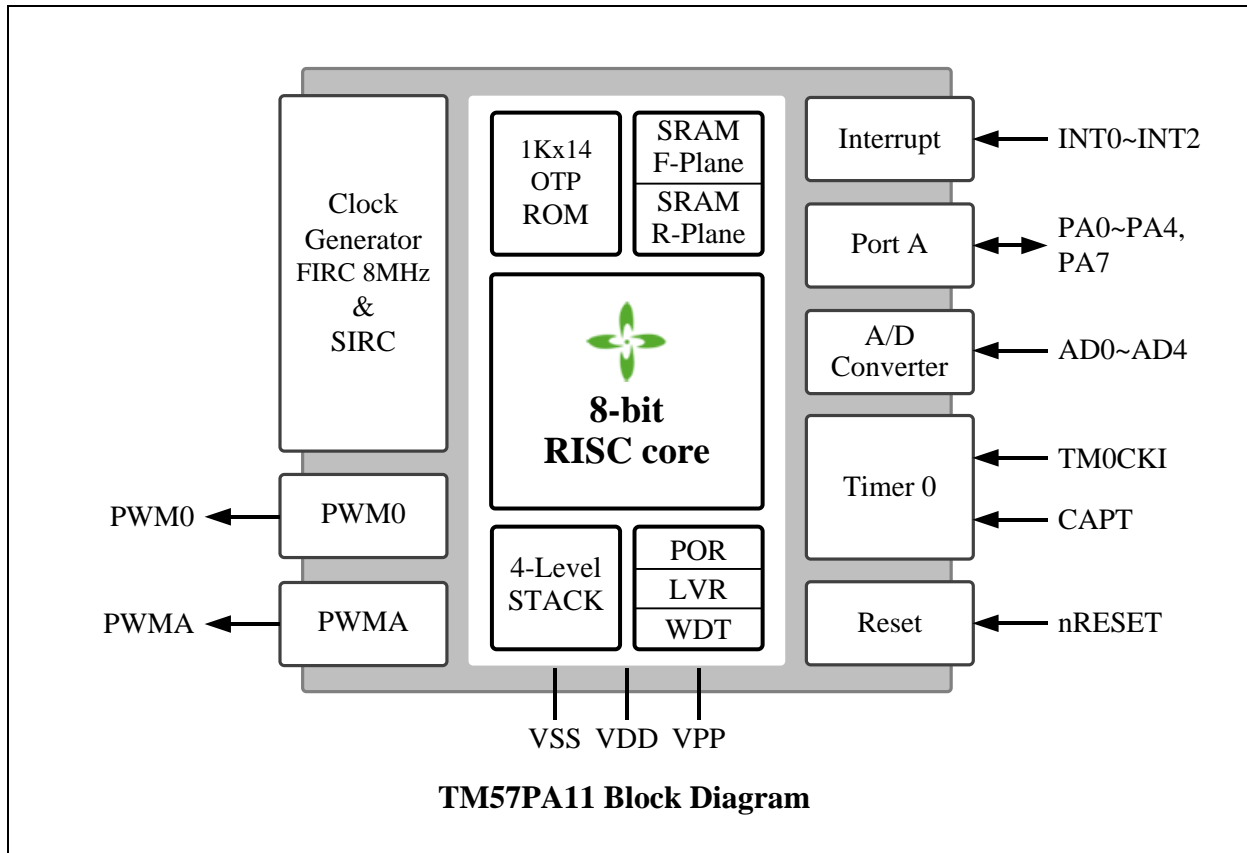 Clock
Generator
FIRC 8MHz
&
SIRC
PWM0
PWM0
PWMA
PWMA
1Kx14
OTP
ROM
SRAM
F-Plane
SRAM
R-Plane
8-bit
RISC core
4-Level
STACK
POR
LVR
WDT
Interrupt
INT0~INT2
Port A
PA0~PA4,
PA7
A/D
Converter
AD0~AD4
Timer 0
TM0CKI
CAPT
Reset
nRESET
VSS
VDD
VPP
TM57PA11 Block Diagram